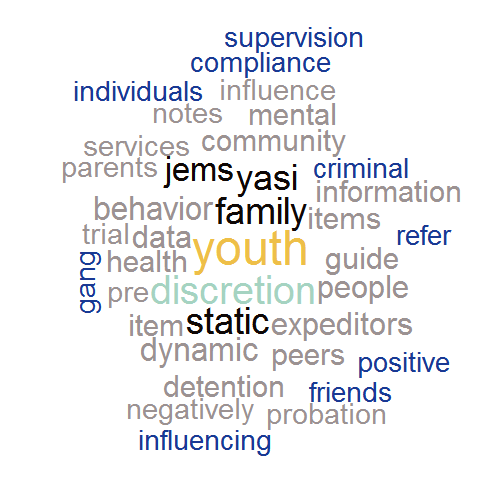 supervision
compliance
individuals influence
notes mental
services community
parents jems yasi criminal
information
behavior family items
trial data youth refer
gang health guide
pre discretion people
item static expeditors
dynamic peers positive
detention friends
negatively probation
influencing